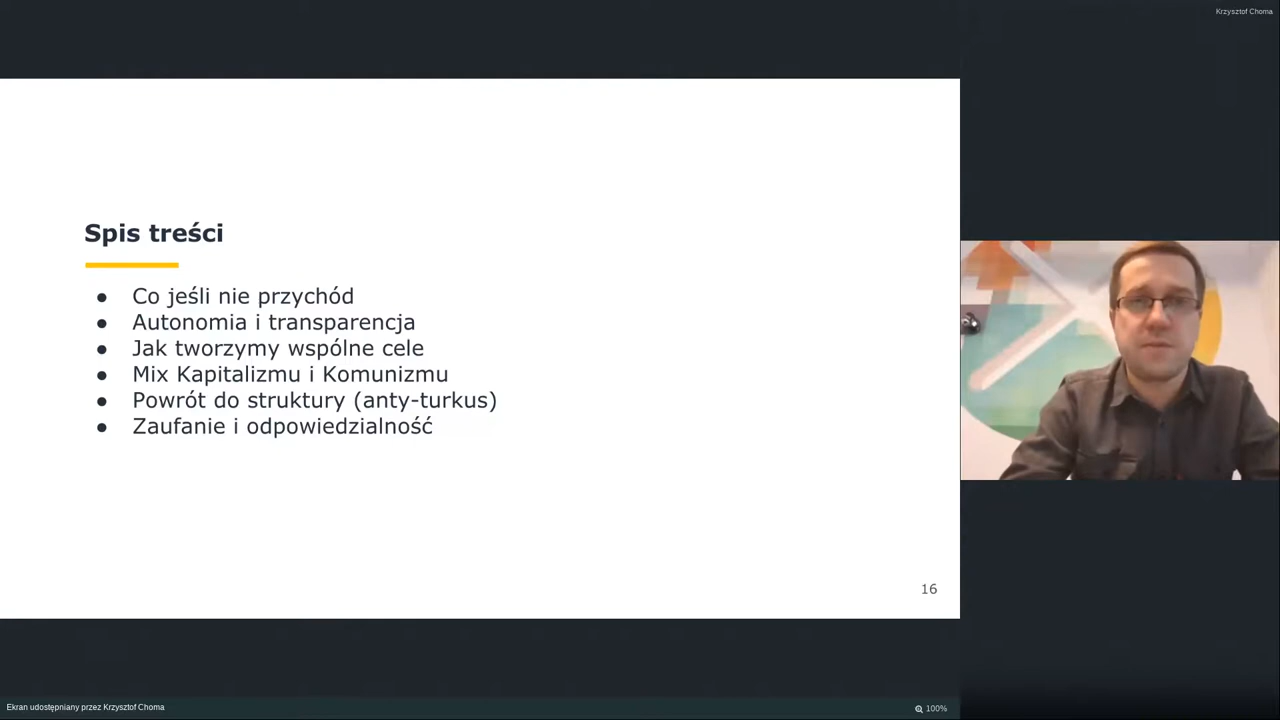 Krzysztof Choma
Spis treści
● Co jeśli nie przychód
● Autonomia i transparencja
● Jak tworzymy wspólne cele
● Mix Kapitalizmu i Komunizmu
● Powrót do struktury (anty-turkus)
● Zaufanie i odpowiedzialność
16
Ekran udostępniany przez Krzysztof Choma
100%